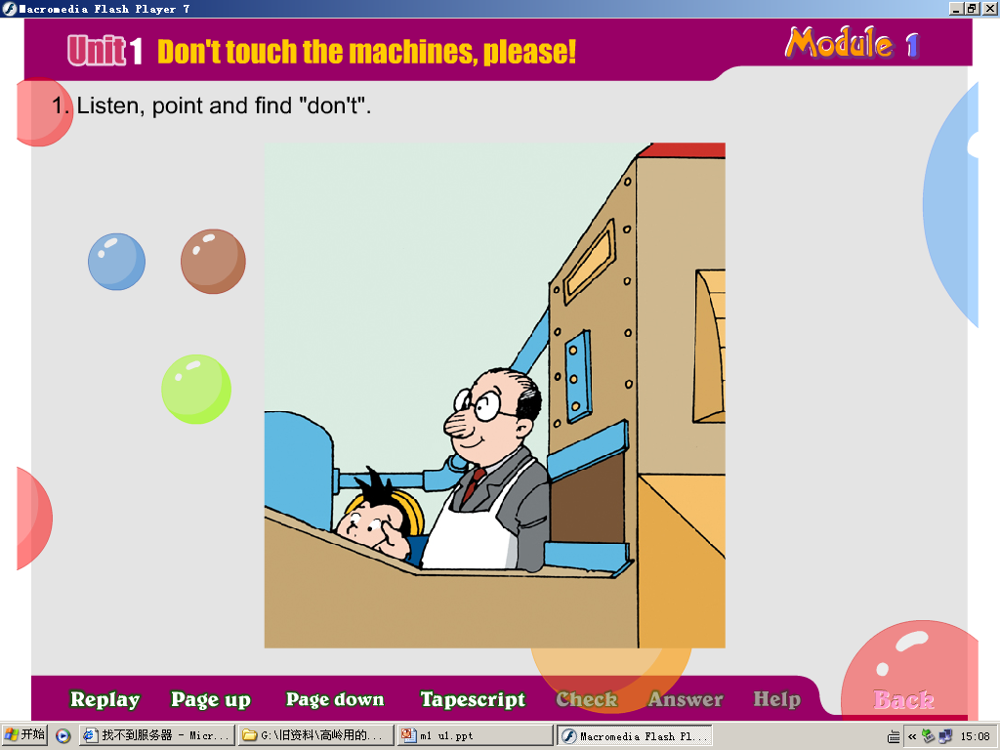 Macromedia Flash Player 7
Unit 1 Don't touch the machines, please! Module 1
1. Listen, point and find "don't".
Replay Page up Page down Tapescript Check Answer Help Back
开始 找不到服务器 - Micr... G:\旧资料\高岭用的... m1 u1.ppt Macromedia Flash Pl... « 15:08